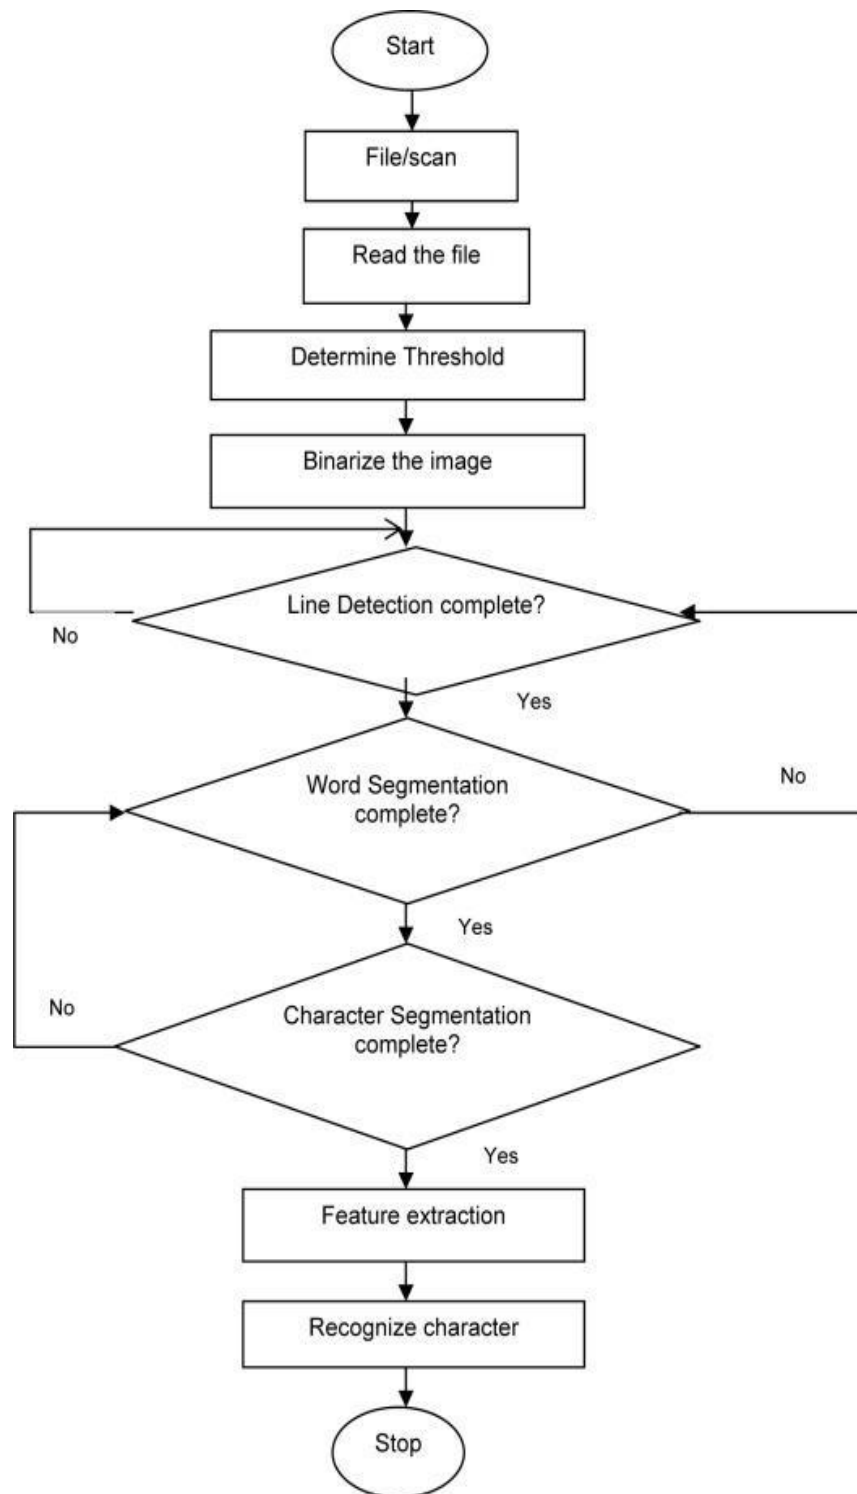 Start
File/scan
Read the file
Determine Threshold
Binarize the image
Line Detection complete?
No
Yes
Word Segmentation
complete?
No
Yes
Character Segmentation
complete?
No
Yes
Feature extraction
Recognize character
Stop